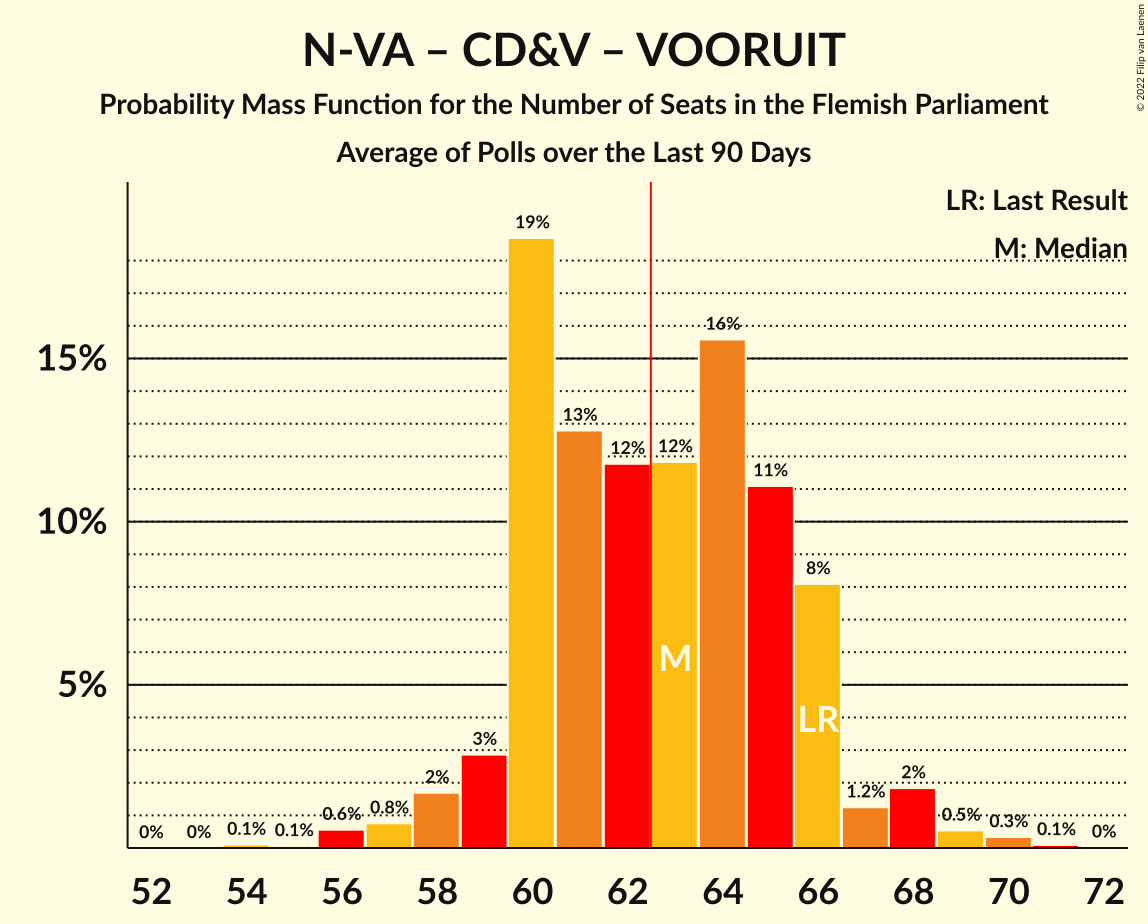 N-VA – CD&V – VOORUIT
Probability Mass Function for the Number of Seats in the Flemish Parliament
Average of Polls over the Last 90 Days
© 2022 Filip van Laenen
LR: Last Result
M: Median
15%
10%
5%
0%
0%
0.1%
0.1%
0.6%
0.8%
2%
3%
19%
13%
12%
12%
16%
11%
8%
1.2%
2%
0.5%
0.3%
0.1%
0%
M
LR
52 54 56 58 60 62 64 66 68 70 72